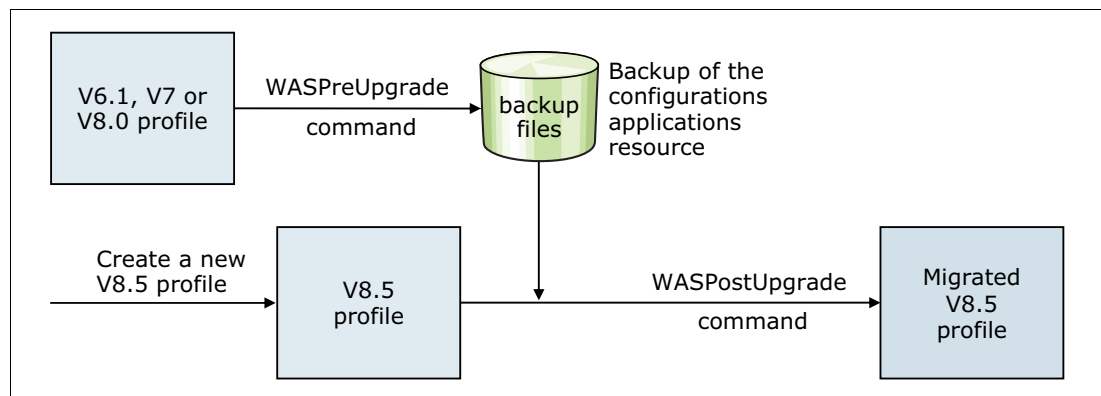 V6.1, V7 or
V8.0 profile
WASPreUpgrade
command
backup
files
Backup of the
configurations
applications
resource
Create a new
V8.5 profile
V8.5
profile
WASPostUpgrade
command
Migrated
V8.5
profile